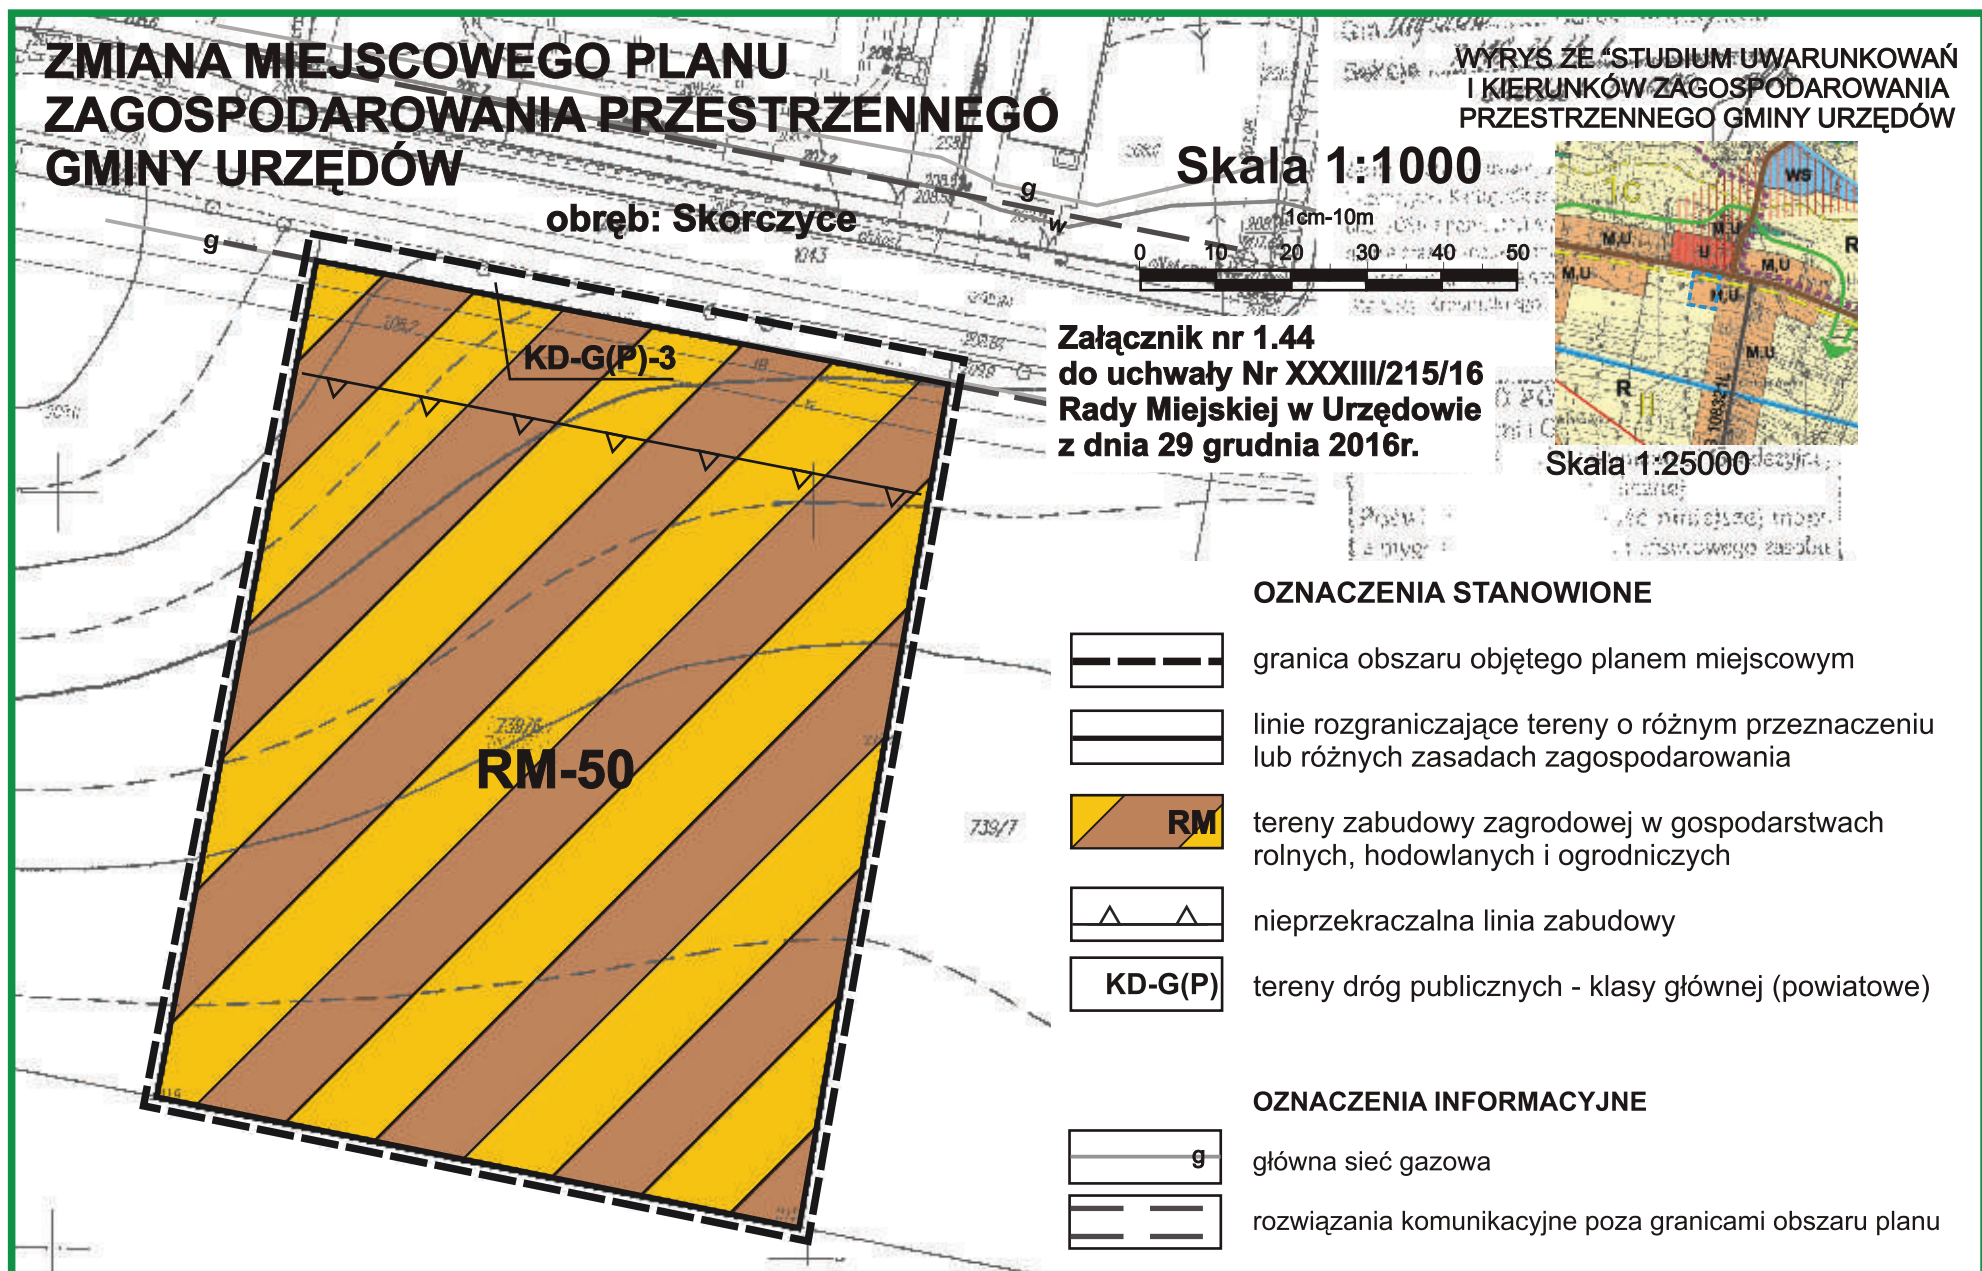 ZMIANA MIEJSCOWEGO PLANU
ZAGOSPODAROWANIA PRZESTRZENNEGO
GMINY URZĘDÓW
obręb: Skorczyce
WYRYS ZE "STUDIUM UWARUNKOWAŃ
I KIERUNKÓW ZAGOSPODAROWANIA
PRZESTRZENNEGO GMINY URZĘDÓW
Skala 1:1000
1cm-10m
0 10 20 30 40 50
Załącznik nr 1.44
do uchwały Nr XXXIII/215/16
Rady Miejskiej w Urzędowie
z dnia 29 grudnia 2016r.
WS
1C
M,U
U
M,U
M,U
R
M,U
M,U
M,U
R
II
Skala 1:25000
g
g
w
KD-G(P)-3
739/6
RM-50
739/7
OZNACZENIA STANOWIONE
granica obszaru objętego planem miejscowym
linie rozgraniczające tereny o różnym przeznaczeniu
lub różnych zasadach zagospodarowania
RM
tereny zabudowy zagrodowej w gospodarstwach
rolnych, hodowlanych i ogrodniczych
nieprzekraczalna linia zabudowy
KD-G(P)
tereny dróg publicznych - klasy głównej (powiatowe)
OZNACZENIA INFORMACYJNE
g
główna sieć gazowa
rozwiązania komunikacyjne poza granicami obszaru planu